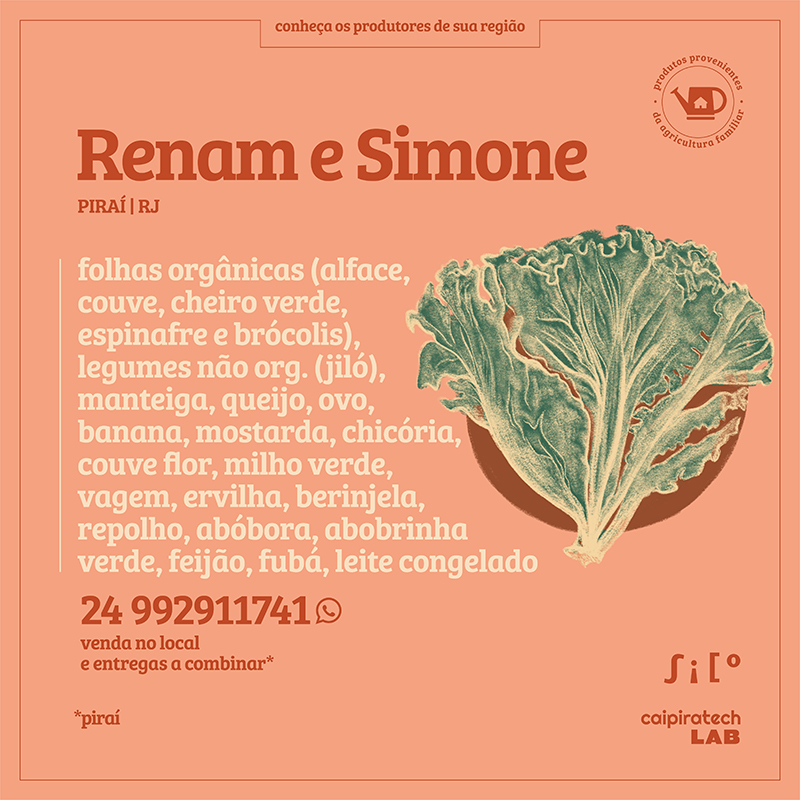 conheça os produtores de sua região
produtos provenientes
da agricultura familiar
Renam e Simone
PIRAÍ | RJ
folhas orgânicas (alface,
couve, cheiro verde,
espinafre e brócolis),
legumes não org. (jiló),
manteiga, queijo, ovo,
banana, mostarda, chicória,
couve flor, milho verde,
vagem, ervilha, berinjela,
repolho, abóbora, abobrinha
verde, feijão, fubá, leite congelado
24 992911741
venda no local
e entregas a combinar*
*piraí
silo
caipiratech
LAB